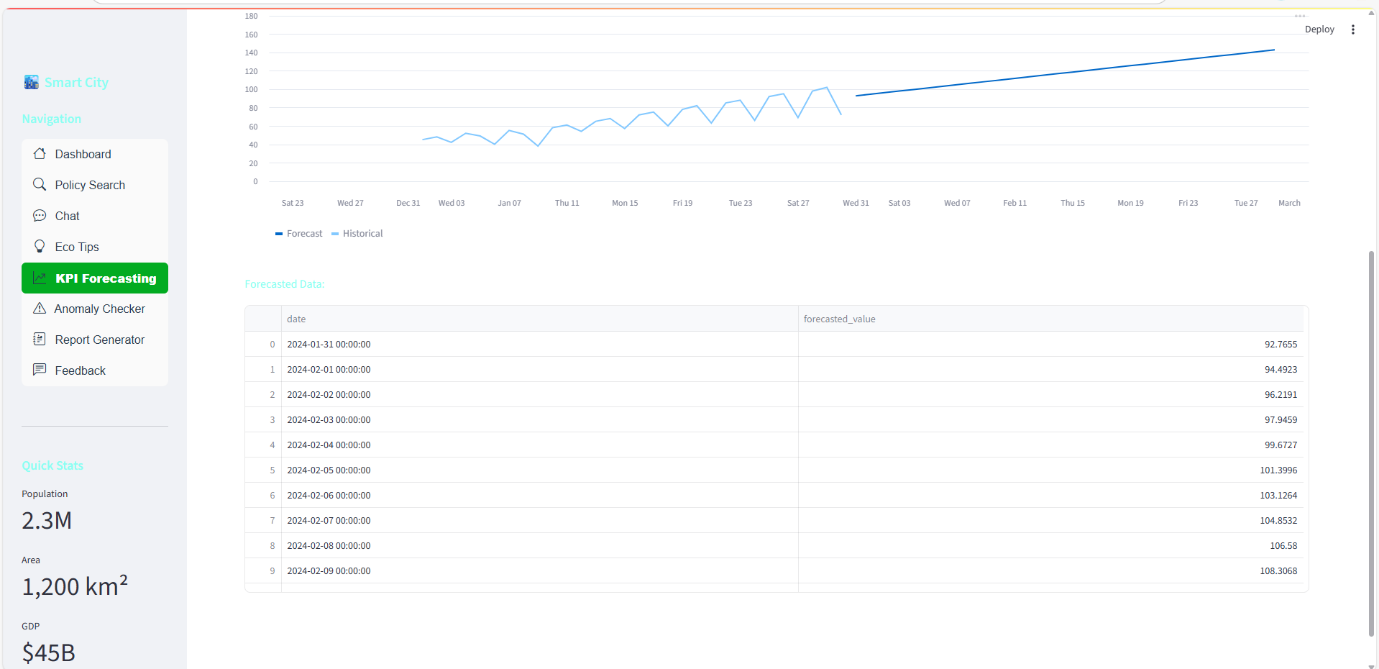 Smart City
Navigation
Dashboard
Policy Search
Chat
Eco Tips
KPI Forecasting
Anomaly Checker
Report Generator
Feedback
Quick Stats
Population
2.3M
Area
1,200 km²
GDP
$45B
Deploy
180
160
140
120
100
80
60
40
20
0
Sat 23 Wed 27 Dec 31 Wed 03 Jan 07 Thu 11 Mon 15 Fri 19 Tue 23 Sat 27 Wed 31 Sat 03 Wed 07 Feb 11 Thu 15 Mon 19 Fri 23 Tue 27 March
Forecast Historical
Forecasted Data:
date forecasted_value
0 2024-01-31 00:00:00 92.7655
1 2024-02-01 00:00:00 94.4923
2 2024-02-02 00:00:00 96.2191
3 2024-02-03 00:00:00 97.9459
4 2024-02-04 00:00:00 99.6727
5 2024-02-05 00:00:00 101.3996
6 2024-02-06 00:00:00 103.1264
7 2024-02-07 00:00:00 104.8532
8 2024-02-08 00:00:00 106.58
9 2024-02-09 00:00:00 108.3068